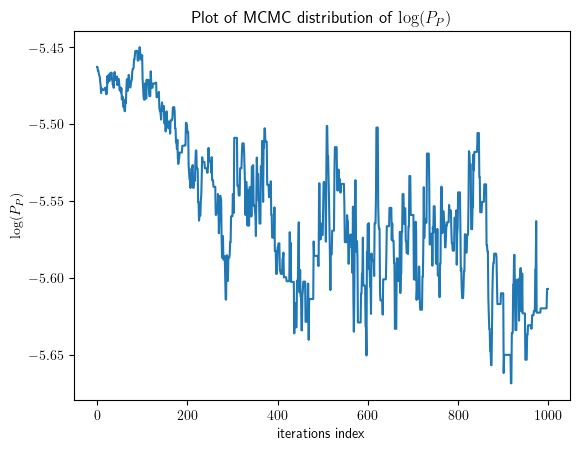 Plot of MCMC distribution of log(P_P)
log(P_P)
−5.45
−5.50
−5.55
−5.60
−5.65
0 200 400 600 800 1000
iterations index